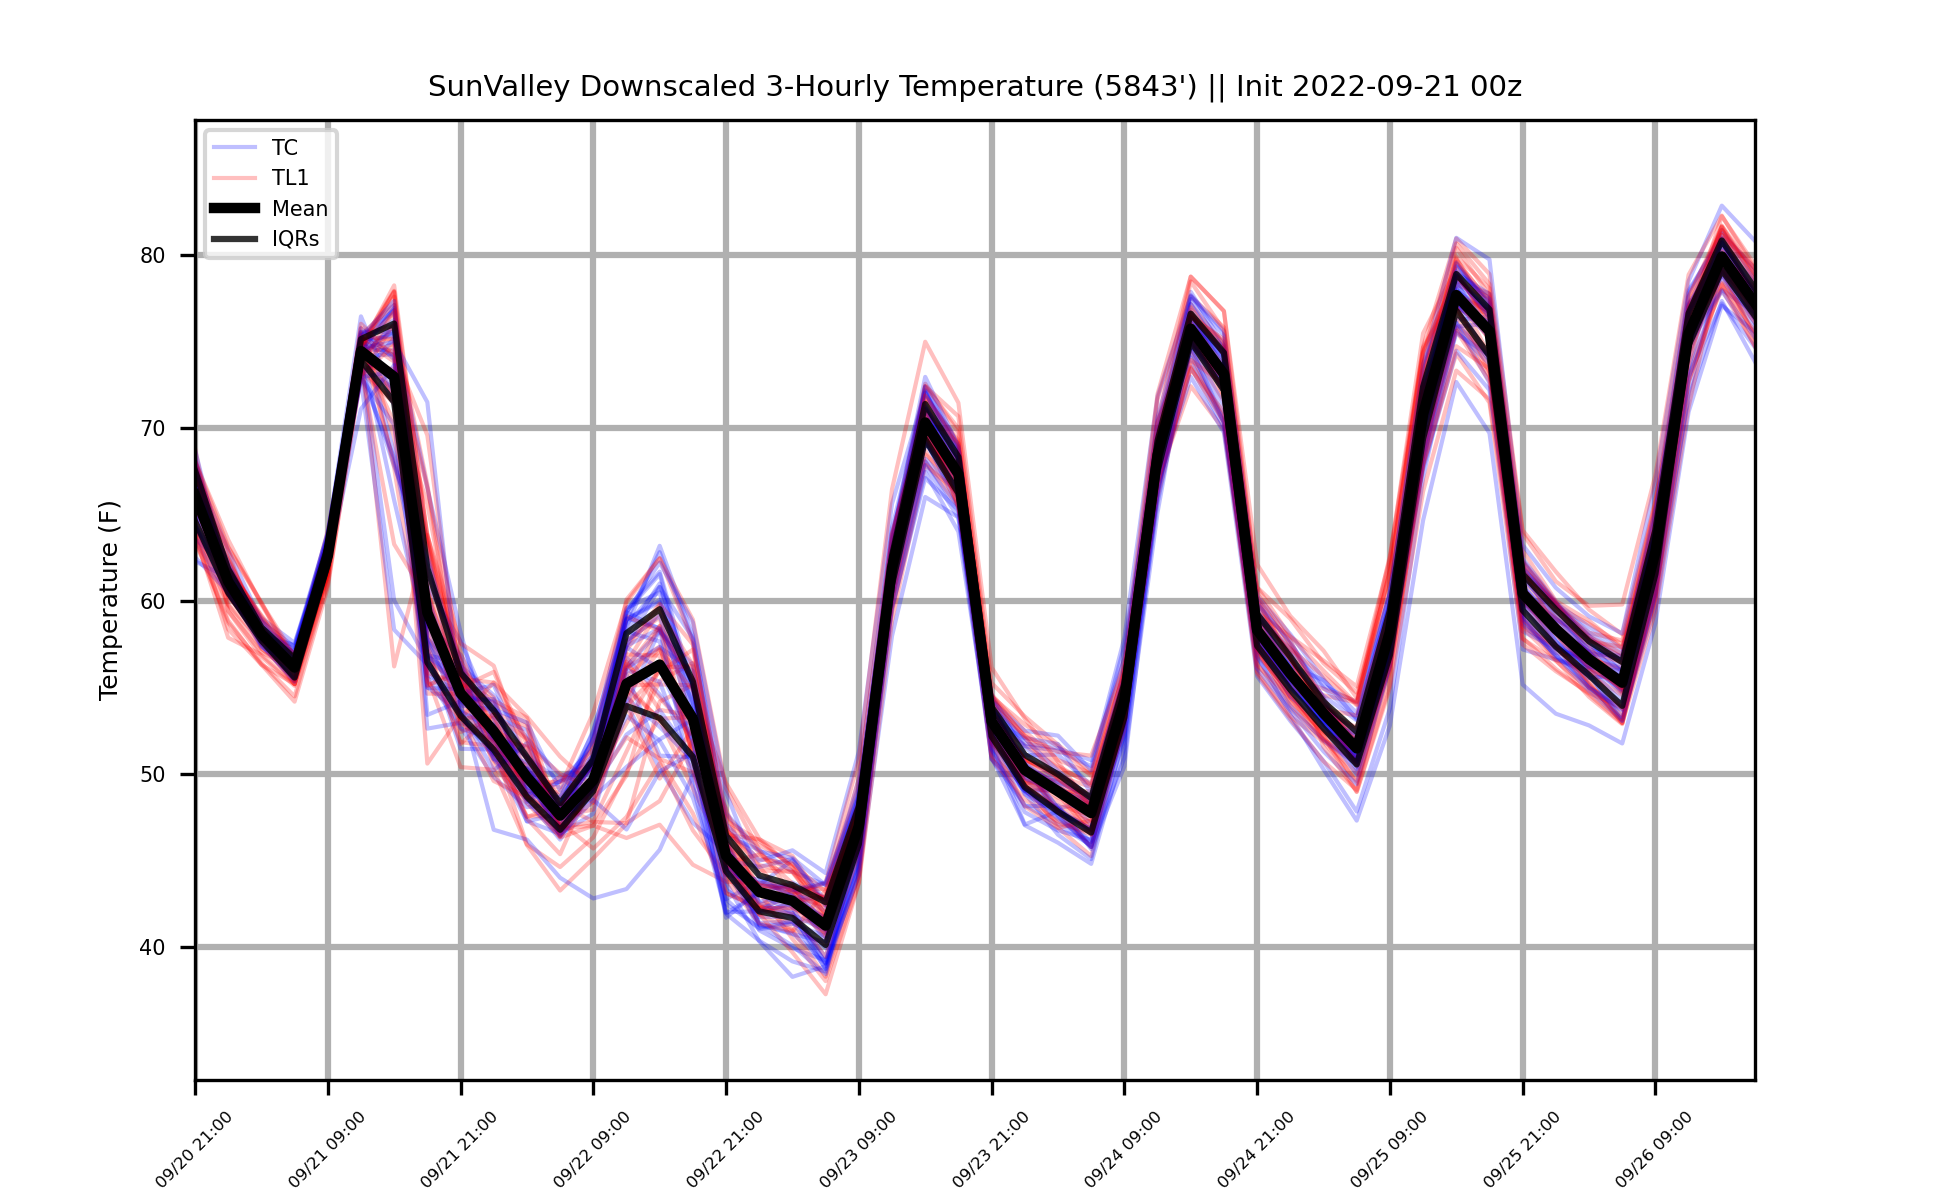 SunValley Downscaled 3-Hourly Temperature (5843') || Init 2022-09-21 00z
TC
TL1
Mean
IQRs
Temperature (F)
80
70
60
50
40
09/20 21:00
09/21 09:00
09/21 21:00
09/22 09:00
09/22 21:00
09/23 09:00
09/23 21:00
09/24 09:00
09/24 21:00
09/25 09:00
09/25 21:00
09/26 09:00